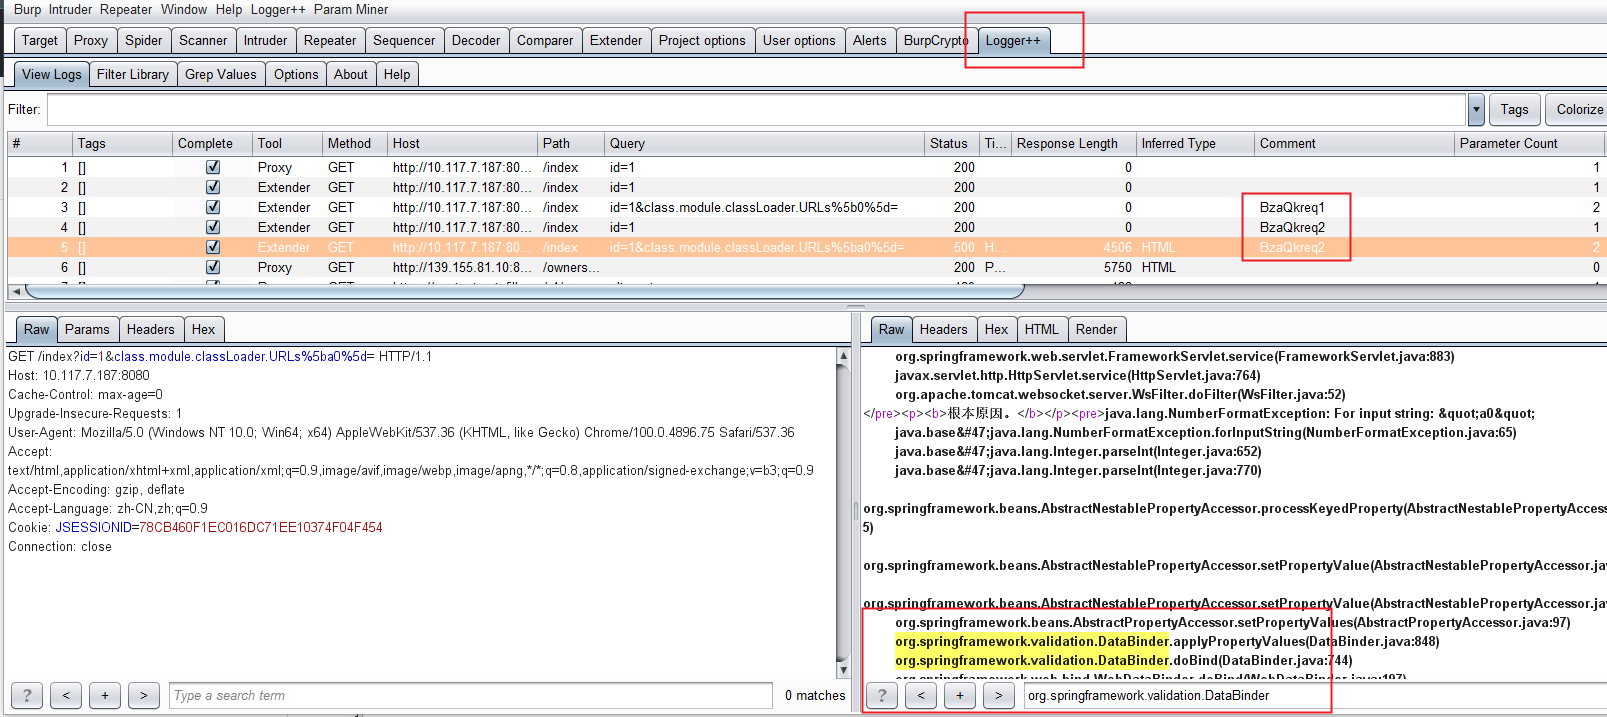 Burp Intruder Repeater Window Help Logger++ Param Miner
Target Proxy Spider Scanner Intruder Repeater Sequencer Decoder Comparer Extender Project options User options Alerts BurpCrypto Logger++
View Logs Filter Library Grep Values Options About Help
Filter: Tags Colorize
# Tags Complete Tool Method Host Path Query Status Ti... Response Length Inferred Type Comment Parameter Count
1 [] Proxy GET http://10.117.7.187:80... /index id=1 200 0 1
2 [] Extender GET http://10.117.7.187:80... /index id=1 200 0 1
3 [] Extender GET http://10.117.7.187:80... /index id=1&class.module.classLoader.URLs%5b0%5d= 200 0 BzaQkreq1 2
4 [] Extender GET http://10.117.7.187:80... /index id=1 200 0 BzaQkreq2 1
5 [] Extender GET http://10.117.7.187:80... /index id=1&class.module.classLoader.URLs%5ba0%5d= 500 H... 4506 HTML BzaQkreq2 2
6 [] Proxy GET http://139.155.81.10:8... /owners... 200 P... 5750 HTML 0
Raw Params Headers Hex
GET /index?id=1&class.module.classLoader.URLs%5ba0%5d= HTTP/1.1
Host: 10.117.7.187:8080
Cache-Control: max-age=0
Upgrade-Insecure-Requests: 1
User-Agent: Mozilla/5.0 (Windows NT 10.0; Win64; x64) AppleWebKit/537.36 (KHTML, like Gecko) Chrome/100.0.4896.75 Safari/537.36
Accept:
text/html,application/xhtml+xml,application/xml;q=0.9,image/avif,image/webp,image/apng,*/*;q=0.8,application/signed-exchange;v=b3;q=0.9
Accept-Encoding: gzip, deflate
Accept-Language: zh-CN,zh;q=0.9
Cookie: JSESSIONID=78CB460F1EC016DC71EE10374F04F454
Connection: close
? < + > Type a search term 0 matches
Raw Headers Hex HTML Render
org.springframework.web.servlet.FrameworkServlet.service(FrameworkServlet.java:883)
javax.servlet.http.HttpServlet.service(HttpServlet.java:764)
org.apache.tomcat.websocket.server.WsFilter.doFilter(WsFilter.java:52)
</pre><p><b>根本原因。</b></p><pre>java.lang.NumberFormatException: For input string: &quot;a0&quot;
java.base&#47;java.lang.NumberFormatException.forInputString(NumberFormatException.java:65)
java.base&#47;java.lang.Integer.parseInt(Integer.java:652)
java.base&#47;java.lang.Integer.parseInt(Integer.java:770)
org.springframework.beans.AbstractNestablePropertyAccessor.processKeyedProperty(AbstractNestablePropertyAccesso
5)
org.springframework.beans.AbstractNestablePropertyAccessor.setPropertyValue(AbstractNestablePropertyAccessor.jav
org.springframework.beans.AbstractNestablePropertyAccessor.setPropertyValue(AbstractNestablePropertyAccessor.jav
org.springframework.beans.AbstractPropertyAccessor.setPropertyValues(AbstractPropertyAccessor.java:97)
org.springframework.validation.DataBinder.applyPropertyValues(DataBinder.java:848)
org.springframework.validation.DataBinder.doBind(DataBinder.java:744)
org.springframework.web.bind.WebDataBinder.doBind(WebDataBinder.java:197)
? < + > org.springframework.validation.DataBinder